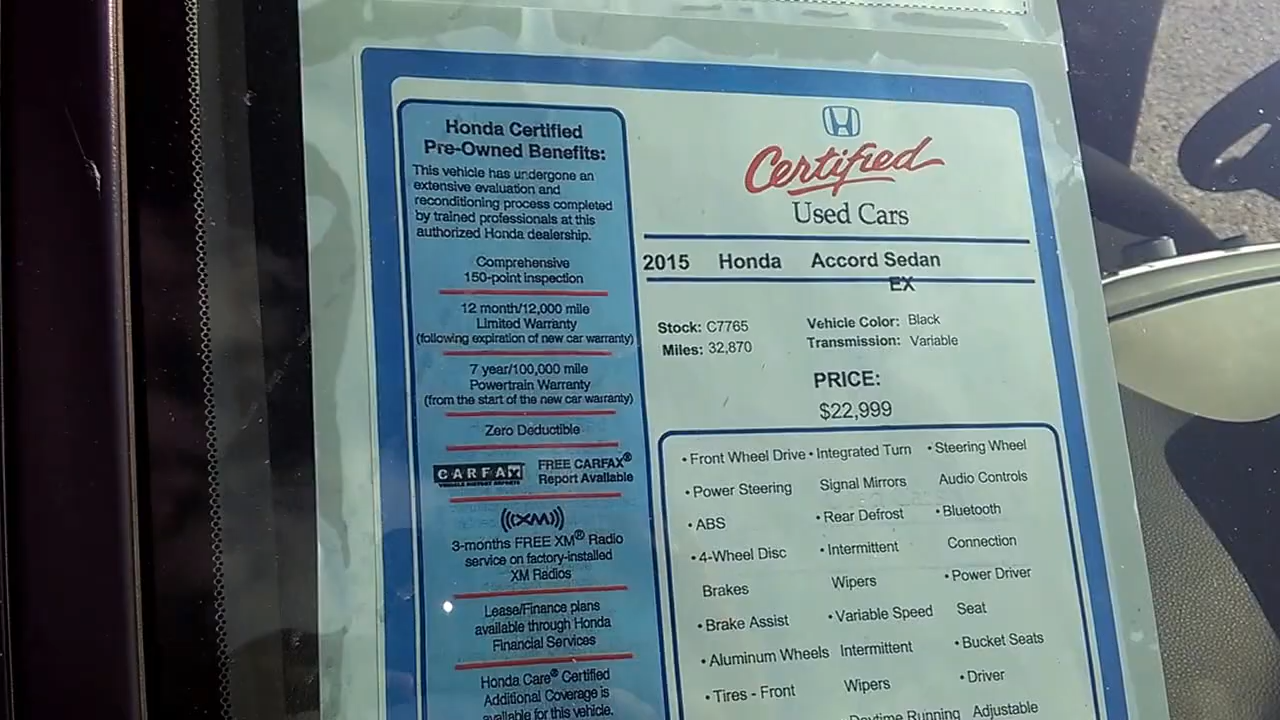 Honda Certified
Pre-Owned Benefits:
This vehicle has undergone an
extensive evaluation and
reconditioning process completed
by trained professionals at this
authorized Honda dealership.
Comprehensive
150-point inspection
12 month/12,000 mile
Limited Warranty
(following expiration of new car warranty)
7 year/100,000 mile
Powertrain Warranty
(from the start of the new car warranty)
Zero Deductible
CARFAX
VEHICLE HISTORY REPORTS
FREE CARFAX®
Report Available
((XM))
3-months FREE XM® Radio
service on factory-installed
XM Radios
Lease/Finance plans
available through Honda
Financial Services
Honda Care® Certified
Additional Coverage is
available for this vehicle.
Certified
Used Cars
2015 Honda Accord Sedan
EX
Stock: C7765
Miles: 32,870
Vehicle Color: Black
Transmission: Variable
PRICE:
$22,999
• Front Wheel Drive
• Power Steering
• ABS
• 4-Wheel Disc
Brakes
• Brake Assist
• Aluminum Wheels
• Tires - Front
• Integrated Turn
Signal Mirrors
• Rear Defrost
• Intermittent
Wipers
• Variable Speed
Intermittent
Wipers
Daytime Running
• Steering Wheel
Audio Controls
• Bluetooth
Connection
• Power Driver
Seat
• Bucket Seats
• Driver
Adjustable